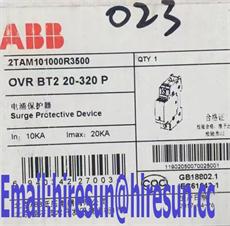 023
ABB
2TAM101000R3500
QTY. 1
OVR BT2 20-320 P
电涌保护器
Surge Protective Device
合格证
In: 10KA
Imax: 20KA
11902050070025001
GB18802.1
Email:hiresun@hiresun.cc